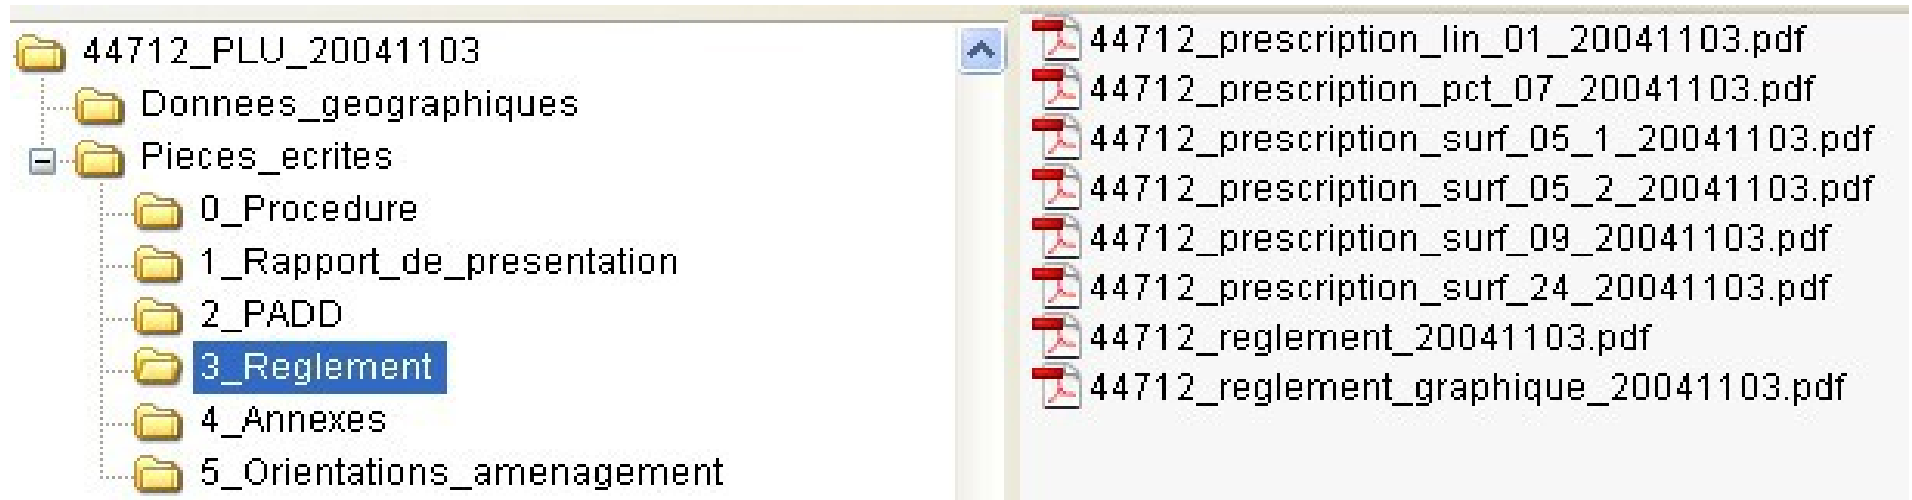 44712_PLU_20041103
Donnees_geographiques
Pieces_ecrites
0_Procedure
1_Rapport_de_presentation
2_PADD
3_Reglement
4_Annexes
5_Orientations_amenagement
44712_prescription_lin_01_20041103.pdf
44712_prescription_pct_07_20041103.pdf
44712_prescription_surf_05_1_20041103.pdf
44712_prescription_surf_05_2_20041103.pdf
44712_prescription_surf_09_20041103.pdf
44712_prescription_surf_24_20041103.pdf
44712_reglement_20041103.pdf
44712_reglement_graphique_20041103.pdf